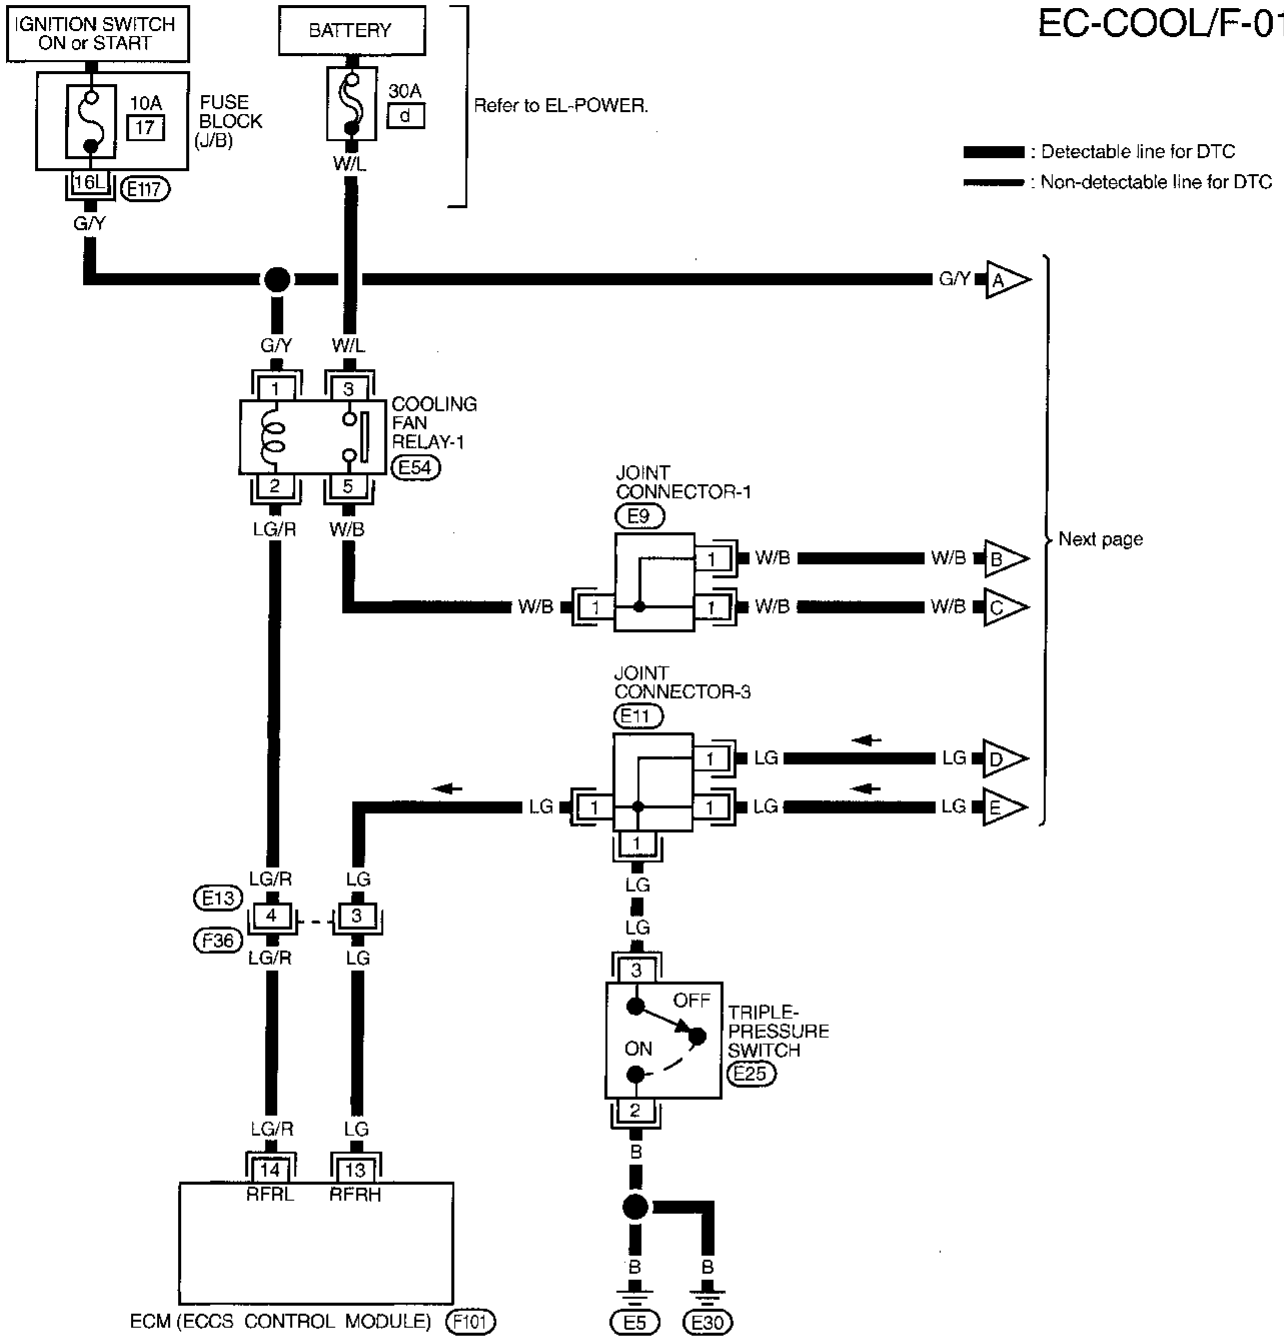 EC-COOL/F-01
IGNITION SWITCH
ON or START
BATTERY
10A
17
FUSE
BLOCK
(J/B)
30A
d
Refer to EL-POWER.
: Detectable line for DTC
: Non-detectable line for DTC
16L
E117
W/L
G/Y
G/Y
A
G/Y
W/L
1
3
COOLING
FAN
RELAY-1
E54
2
5
LG/R
W/B
JOINT
CONNECTOR-1
E9
1
W/B
W/B
B
Next page
W/B
1
1
W/B
W/B
C
JOINT
CONNECTOR-3
E11
1
LG
LG
D
LG
1
1
LG
LG
E
1
LG
LG
LG/R
LG
E13
4
3
F36
LG/R
LG
3
OFF
ON
TRIPLE-
PRESSURE
SWITCH
E25
2
B
LG/R
LG
14
13
RFRL
RFRH
B
B
ECM (ECCS CONTROL MODULE)
F101
E5
E30